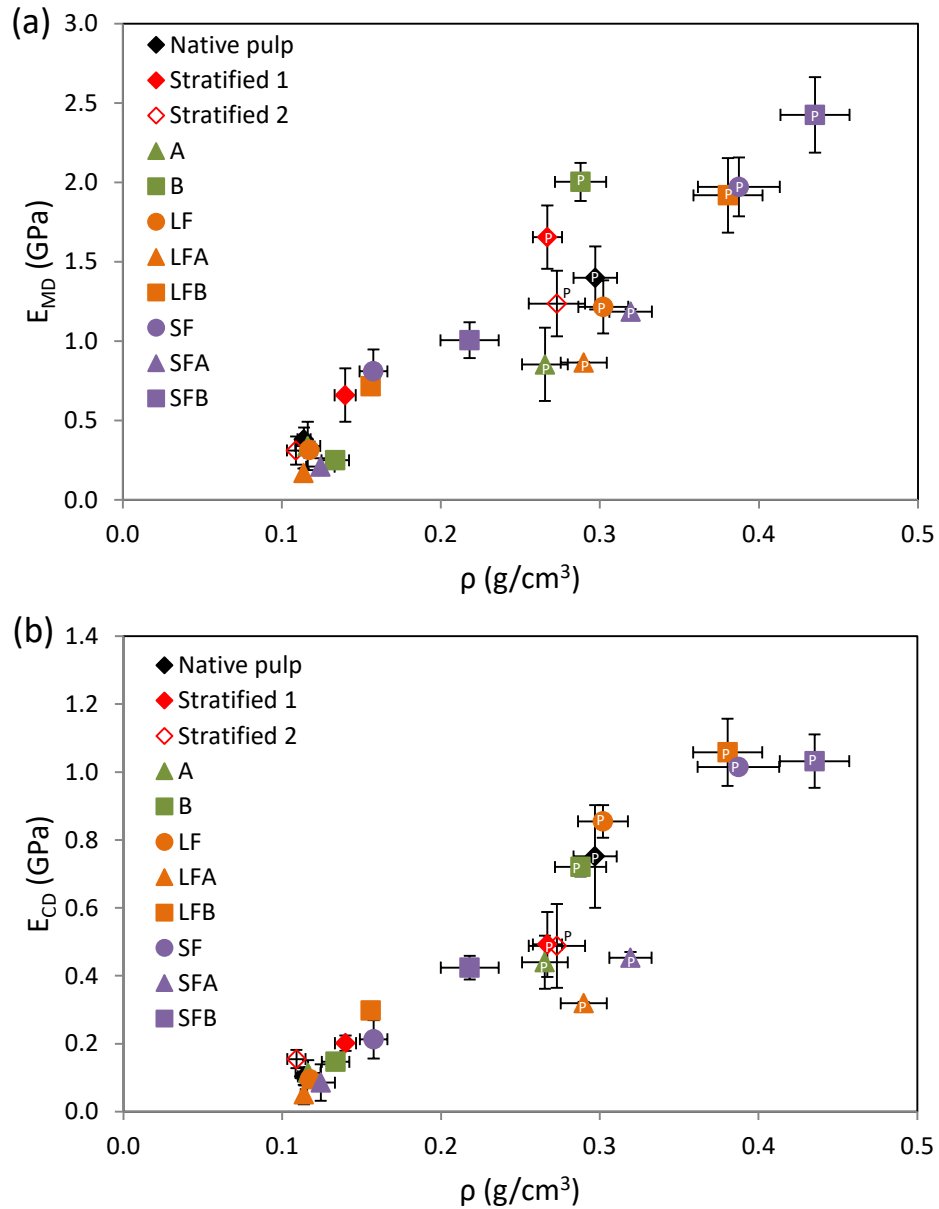 (a)
3.0
2.5
2.0
1.5
1.0
0.5
0.0
E_MD (GPa)
Native pulp
Stratified 1
Stratified 2
A
B
LF
LFA
LFB
SF
SFA
SFB
P
P
P
P
P
P
P
P
P
P
P
0.0 0.1 0.2 0.3 0.4 0.5
ρ (g/cm³)
(b)
1.4
1.2
1.0
0.8
0.6
0.4
0.2
0.0
E_CD (GPa)
Native pulp
Stratified 1
Stratified 2
A
B
LF
LFA
LFB
SF
SFA
SFB
P
P
P
P
P
P
P
P
P
P
P
0.0 0.1 0.2 0.3 0.4 0.5
ρ (g/cm³)